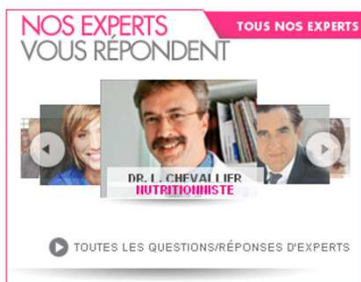 NOS EXPERTS
TOUS NOS EXPERTS
VOUS RÉPONDENT
DR. L. CHEVALLIER
NUTRITIONNISTE
TOUTES LES QUESTIONS/RÉPONSES D'EXPERTS